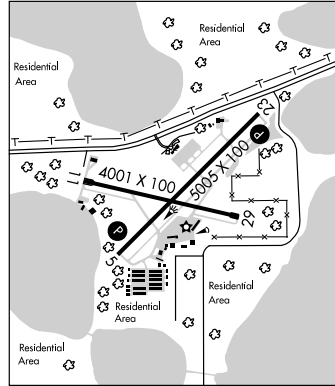 Residential
Area
Residential
Area
23
P
4001 X 100
5005 X 100
11
29
P
5
Residential
Area
Residential
Area
Residential
Area